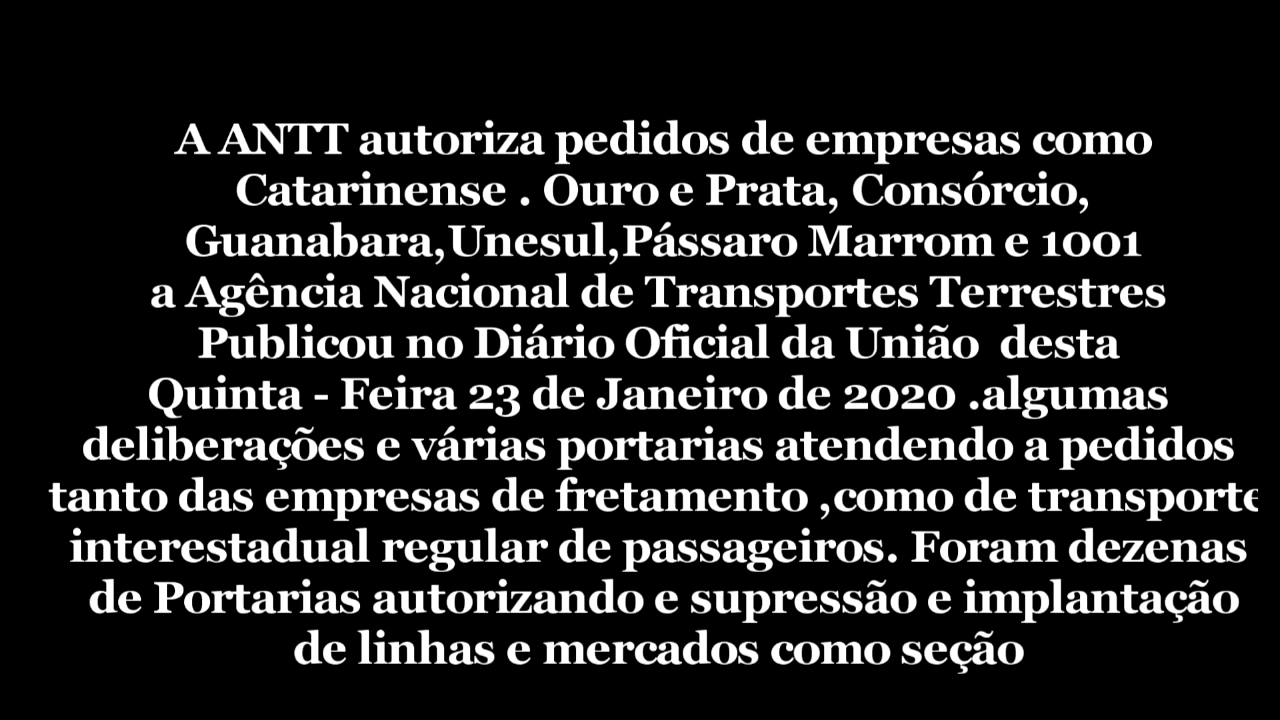 A ANTT autoriza pedidos de empresas como
Catarinense . Ouro e Prata, Consórcio,
Guanabara,Unesul,Pássaro Marrom e 1001
a Agência Nacional de Transportes Terrestres
Publicou no Diário Oficial da União desta
Quinta - Feira 23 de Janeiro de 2020 .algumas
deliberações e várias portarias atendendo a pedidos
tanto das empresas de fretamento ,como de transporte
interestadual regular de passageiros. Foram dezenas
de Portarias autorizando e supressão e implantação
de linhas e mercados como seção